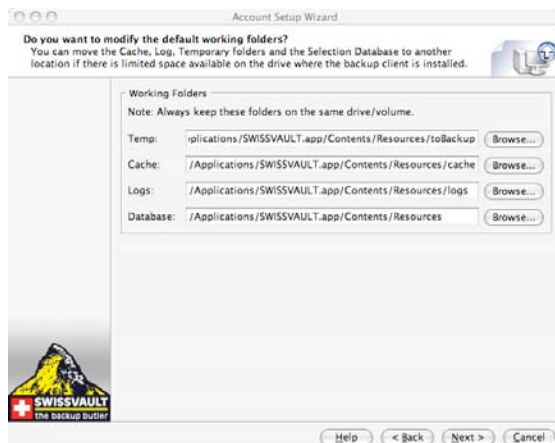 Account Setup Wizard
Do you want to modify the default working folders?
You can move the Cache, Log, Temporary folders and the Selection Database to another
location if there is limited space available on the drive where the backup client is installed.
Working Folders
Note: Always keep these folders on the same drive/volume.
Temp: plications/SWISSVAULT.app/Contents/Resources/toBackup Browse...
Cache: /Applications/SWISSVAULT.app/Contents/Resources/cache Browse...
Logs: /Applications/SWISSVAULT.app/Contents/Resources/logs Browse...
Database: /Applications/SWISSVAULT.app/Contents/Resources Browse...
SWISSVAULT
the backup butler
Help < Back Next > Cancel